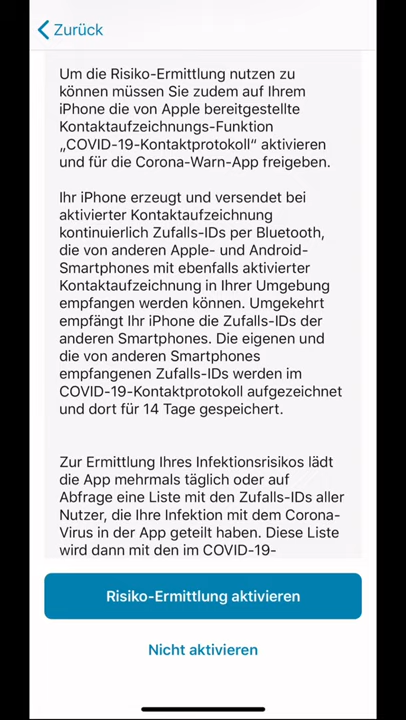 Zurück
Um die Risiko-Ermittlung nutzen zu
können müssen Sie zudem auf Ihrem
iPhone die von Apple bereitgestellte
Kontaktaufzeichnungs-Funktion
„COVID-19-Kontaktprotokoll“ aktivieren
und für die Corona-Warn-App freigeben.
Ihr iPhone erzeugt und versendet bei
aktivierter Kontaktaufzeichnung
kontinuierlich Zufalls-IDs per Bluetooth,
die von anderen Apple- und Android-
Smartphones mit ebenfalls aktivierter
Kontaktaufzeichnung in Ihrer Umgebung
empfangen werden können. Umgekehrt
empfängt Ihr iPhone die Zufalls-IDs der
anderen Smartphones. Die eigenen und
die von anderen Smartphones
empfangenen Zufalls-IDs werden im
COVID-19-Kontaktprotokoll aufgezeichnet
und dort für 14 Tage gespeichert.
Zur Ermittlung Ihres Infektionsrisikos lädt
die App mehrmals täglich oder auf
Abfrage eine Liste mit den Zufalls-IDs aller
Nutzer, die Ihre Infektion mit dem Corona-
Virus in der App geteilt haben. Diese Liste
wird dann mit den im COVID-19-
Risiko-Ermittlung aktivieren
Nicht aktivieren